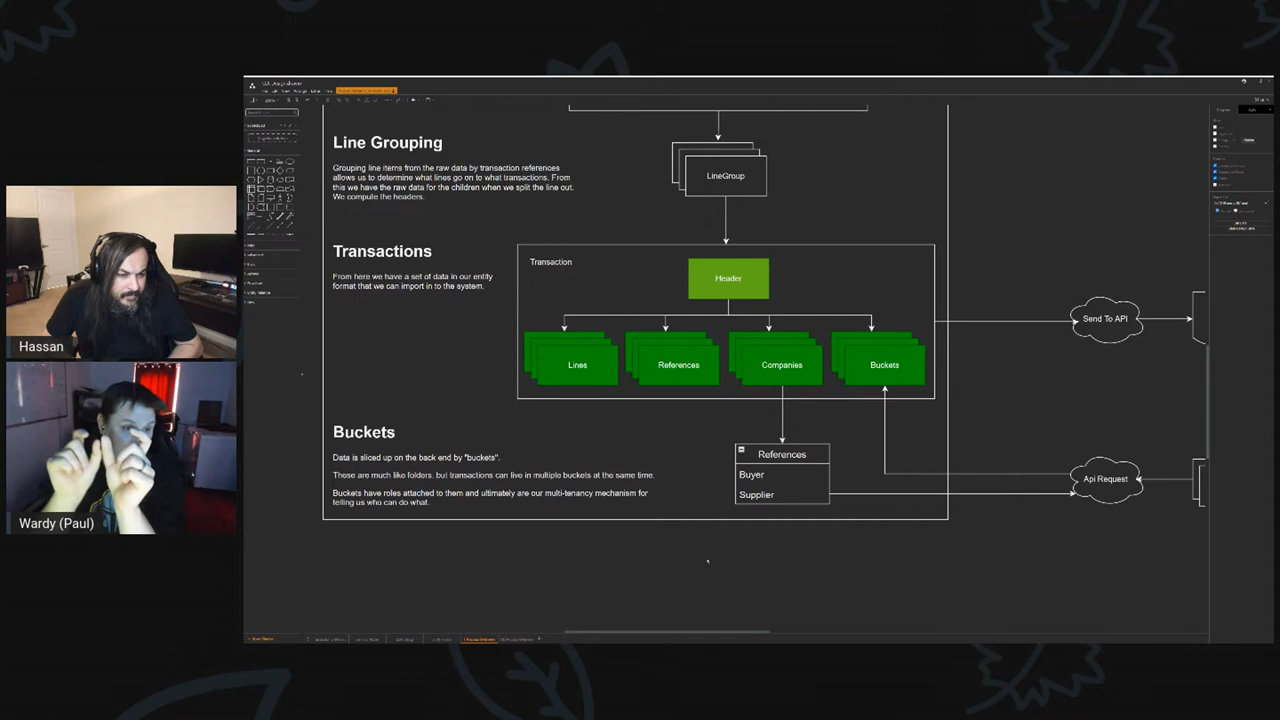 Line Grouping
Grouping line items from the raw data by transaction references
allows us to determine what lines go on to what transactions. From
this we have the raw data for the children when we split the line out.
We compute the headers.
LineGroup
Transactions
From here we have a set of data in our entity
format that we can import in to the system.
Transaction
Header
Lines
References
Companies
Buckets
Send To API
Hassan
Buckets
Data is sliced up on the back end by "buckets".
These are much like folders, but transactions can live in multiple buckets at the same time.
Buckets have roles attached to them and ultimately are our multi-tenancy mechanism for
telling us who can do what.
References
Buyer
Supplier
Api Request
Wardy (Paul)